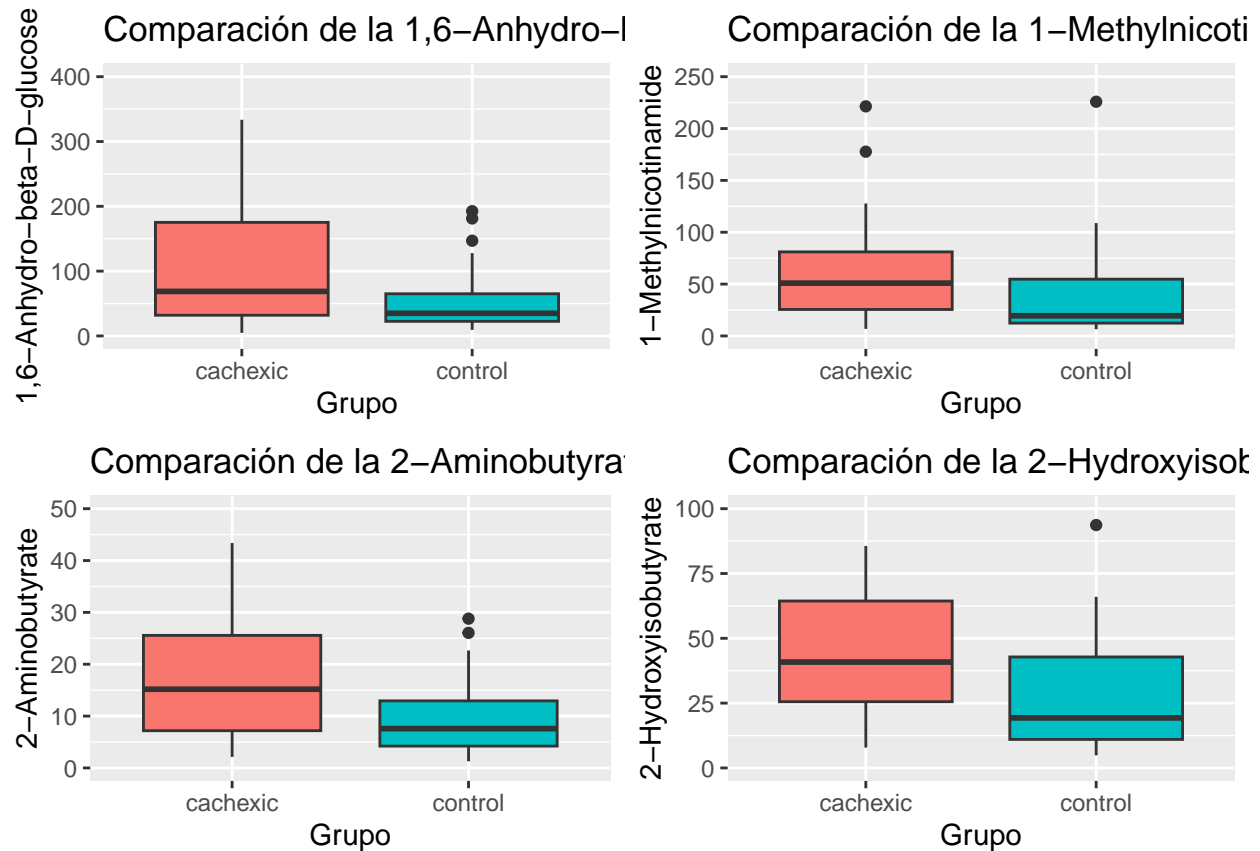 Comparación de la 1,6−Anhydro−
1,6−Anhydro−beta−D−glucose
400
300
200
100
0
cachexic control
Grupo
Comparación de la 1−Methylnicoti
1−Methylnicotinamide
250
200
150
100
50
0
cachexic control
Grupo
Comparación de la 2−Aminobutyrat
2−Aminobutyrate
50
40
30
20
10
0
cachexic control
Grupo
Comparación de la 2−Hydroxyisob
2−Hydroxyisobutyrate
100
75
50
25
0
cachexic control
Grupo